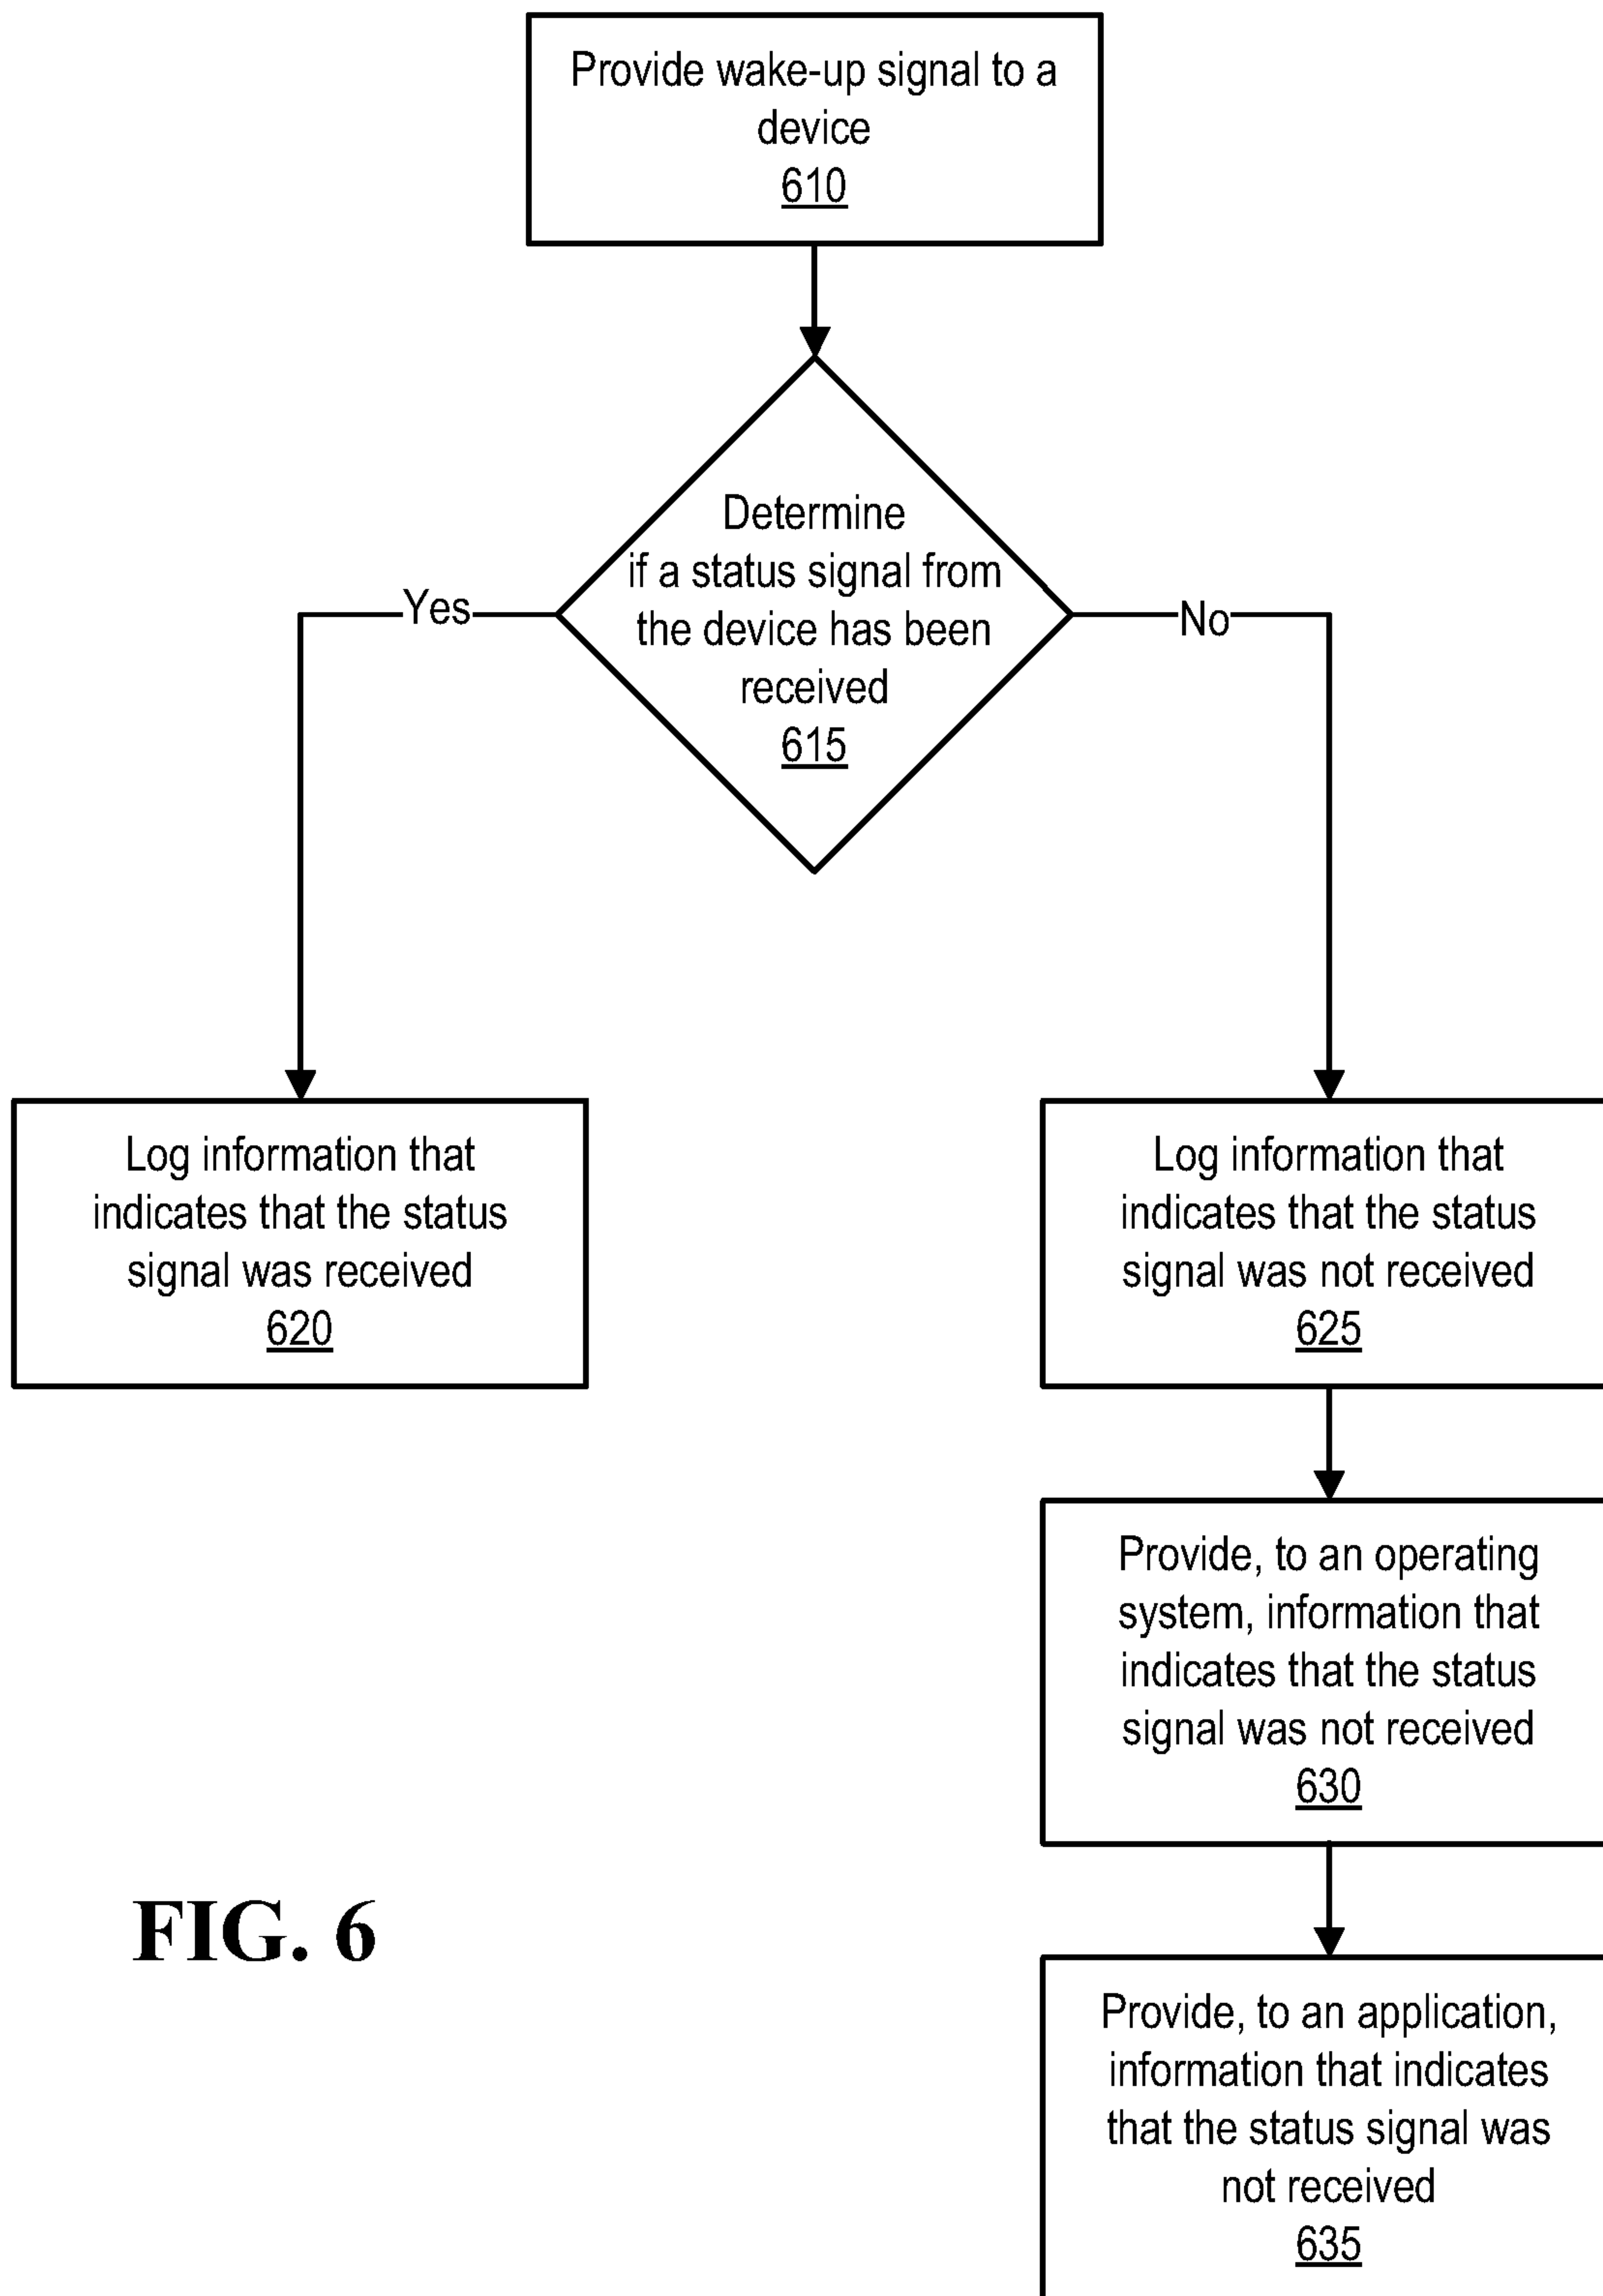 Provide wake-up signal to a
device
610
Determine
if a status signal from
the device has been
received
615
Yes
No
Log information that
indicates that the status
signal was received
620
Log information that
indicates that the status
signal was not received
625
Provide, to an operating
system, information that
indicates that the status
signal was not received
630
Provide, to an application,
information that indicates
that the status signal was
not received
635
FIG. 6